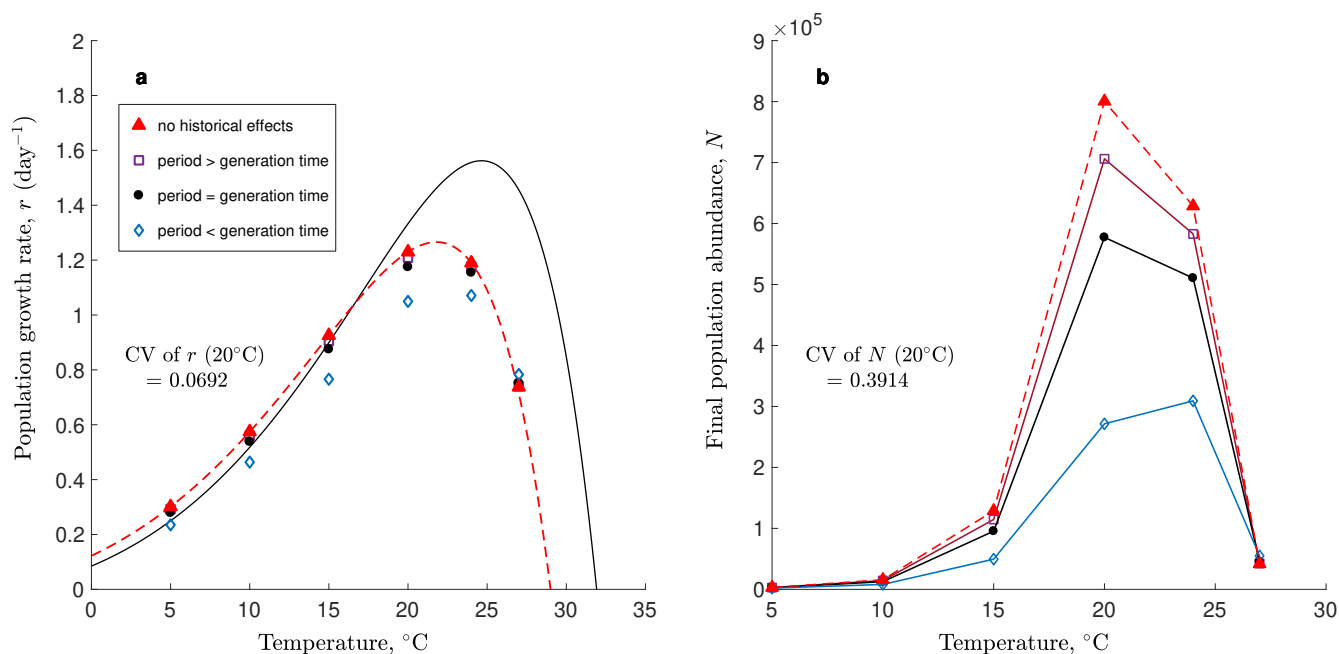 a
2
1.8
1.6
1.4
1.2
1
0.8
0.6
0.4
0.2
0
Population growth rate, r (day⁻¹)
no historical effects
period > generation time
period = generation time
period < generation time
CV of r (20°C)
= 0.0692
0 5 10 15 20 25 30 35
Temperature, °C
×10⁵
b
9
8
7
6
5
4
3
2
1
0
Final population abundance, N
CV of N (20°C)
= 0.3914
5 10 15 20 25 30
Temperature, °C